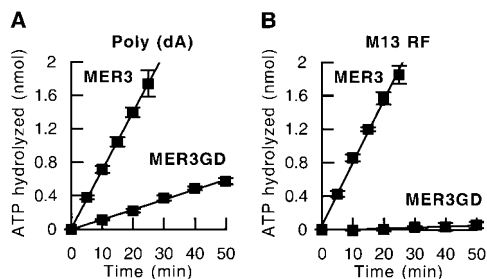 A
Poly (dA)
ATP hydrolyzed (nmol)
2
1.6
1.2
0.8
0.4
0
MER3
MER3GD
0 10 20 30 40 50
Time (min)
B
M13 RF
ATP hydrolyzed (nmol)
2
1.6
1.2
0.8
0.4
0
MER3
MER3GD
0 10 20 30 40 50
Time (min)